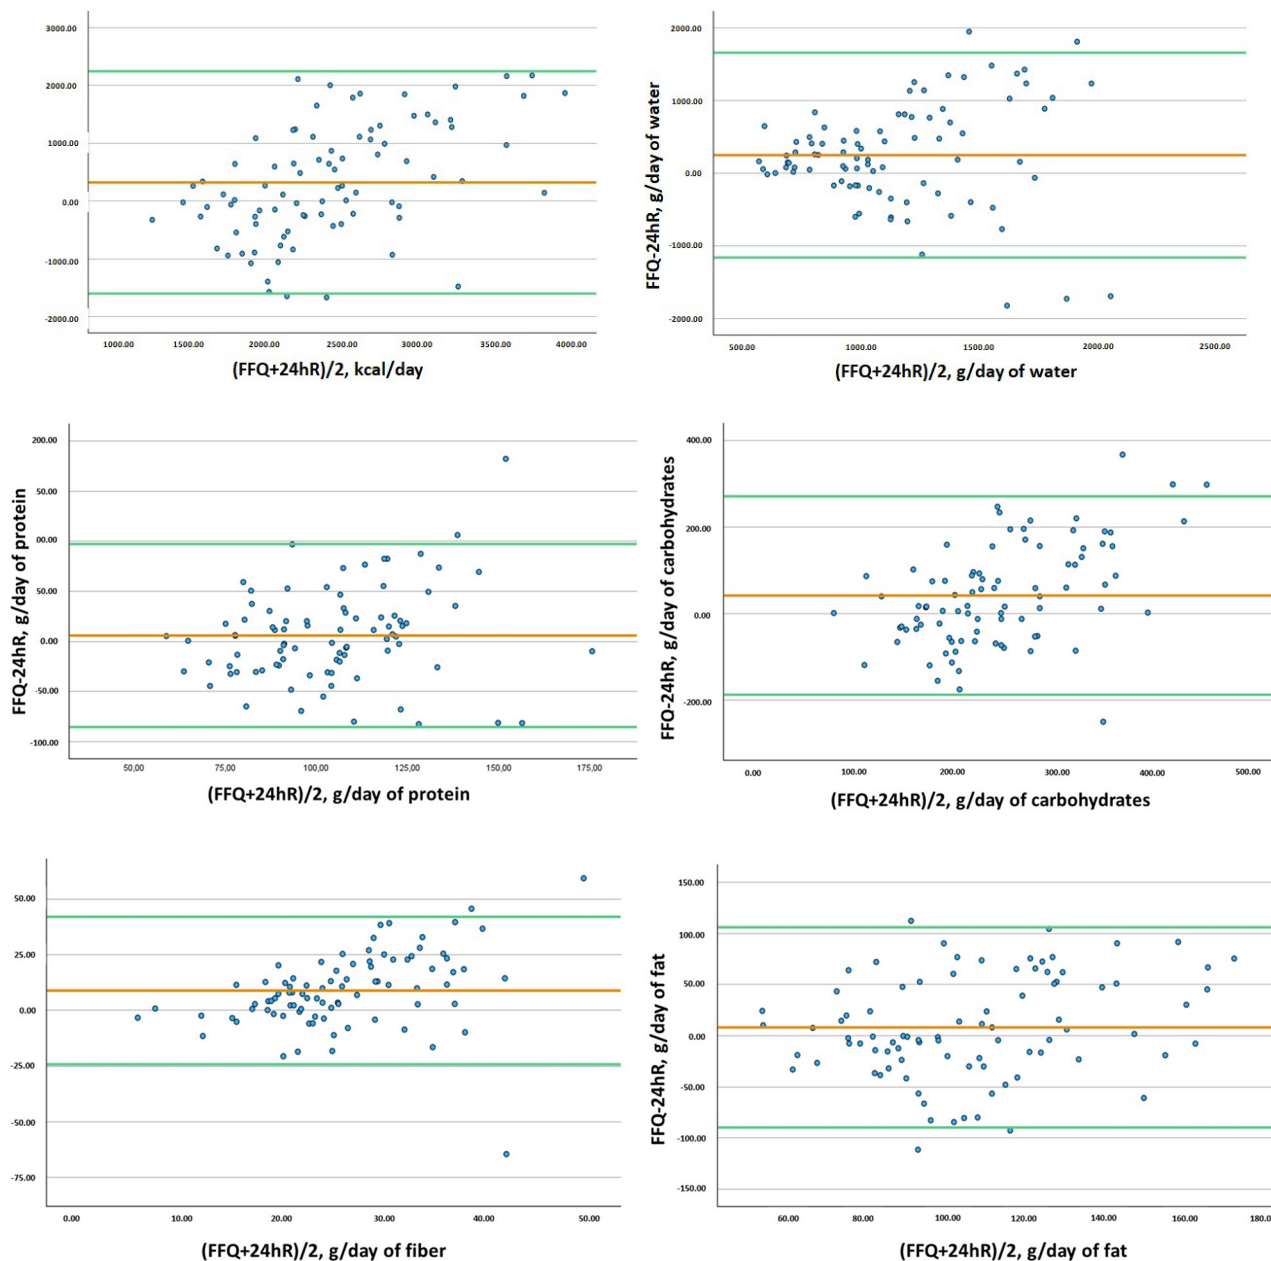 3000.00
2000.00
1000.00
0.00
-1000.00
-2000.00
1000.00 1500.00 2000.00 2500.00 3000.00 3500.00 4000.00
(FFQ+24hR)/2, kcal/day
FFQ-24hR, g/day of water
2000.00
1000.00
0.00
-1000.00
-2000.00
500.00 1000.00 1500.00 2000.00 2500.00
(FFQ+24hR)/2, g/day of water
FFQ-24hR, g/day of protein
200.00
50.00
00.00
50.00
0.00
-50.00
-100.00
50,00 75,00 100,00 125,00 150,00 175,00
(FFQ+24hR)/2, g/day of protein
FFQ-24hR, g/day of carbohydrates
400.00
200.00
0.00
-200.00
0.00 100.00 200.00 300.00 400.00 500.00
(FFQ+24hR)/2, g/day of carbohydrates
50.00
25.00
0.00
-25.00
-50.00
-75.00
0.00 10.00 20.00 30.00 40.00 50.00
(FFQ+24hR)/2, g/day of fiber
FFQ-24hR, g/day of fat
150.00
100.00
50.00
0.00
-50.00
-100.00
-150.00
60.00 80.00 100.00 120.00 140.00 160.00 180.0
(FFQ+24hR)/2, g/day of fat